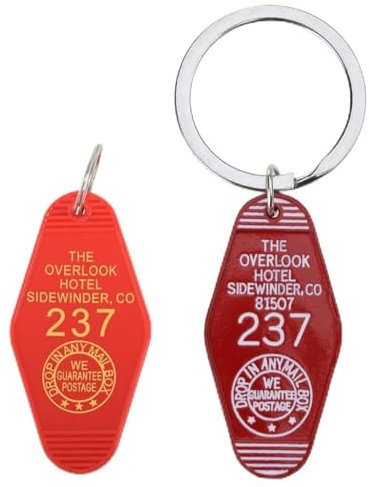 THE
OVERLOOK
HOTEL
SIDEWINDER, CO
237
DROP IN ANY MAIL BOX
WE
GUARANTEE
POSTAGE
THE
OVERLOOK
HOTEL
SIDEWINDER, CO
81507
237
DROP IN ANY MAIL BOX
WE
GUARANTEE
POSTAGE